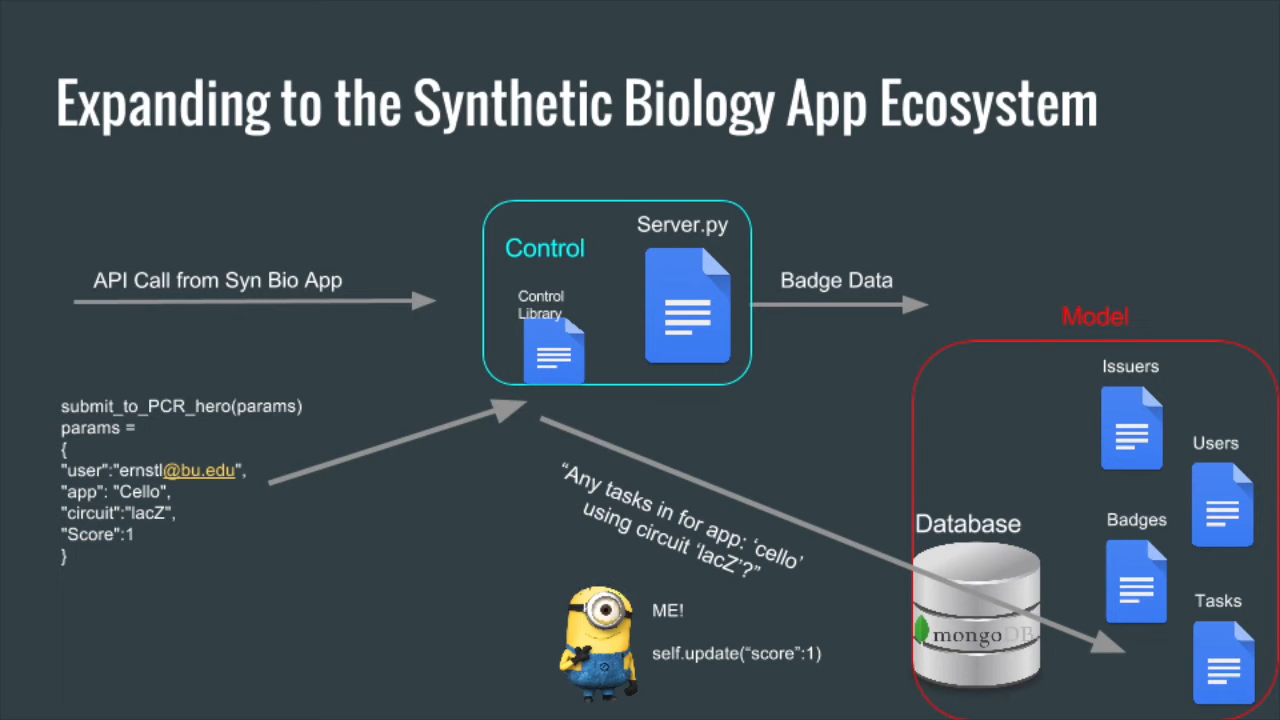 Expanding to the Synthetic Biology App Ecosystem
API Call from Syn Bio App
Control
Server.py
Control
Library
Badge Data
Model
Issuers
Users
Badges
Tasks
Database
mongoDB
submit_to_PCR_hero(params)
params =
{
"user":"ernstl@bu.edu",
"app": "Cello",
"circuit":"lacZ",
"Score":1
}
“Any tasks in for app: ‘cello’
using circuit ‘lacZ’?”
ME!
self.update(“score”:1)